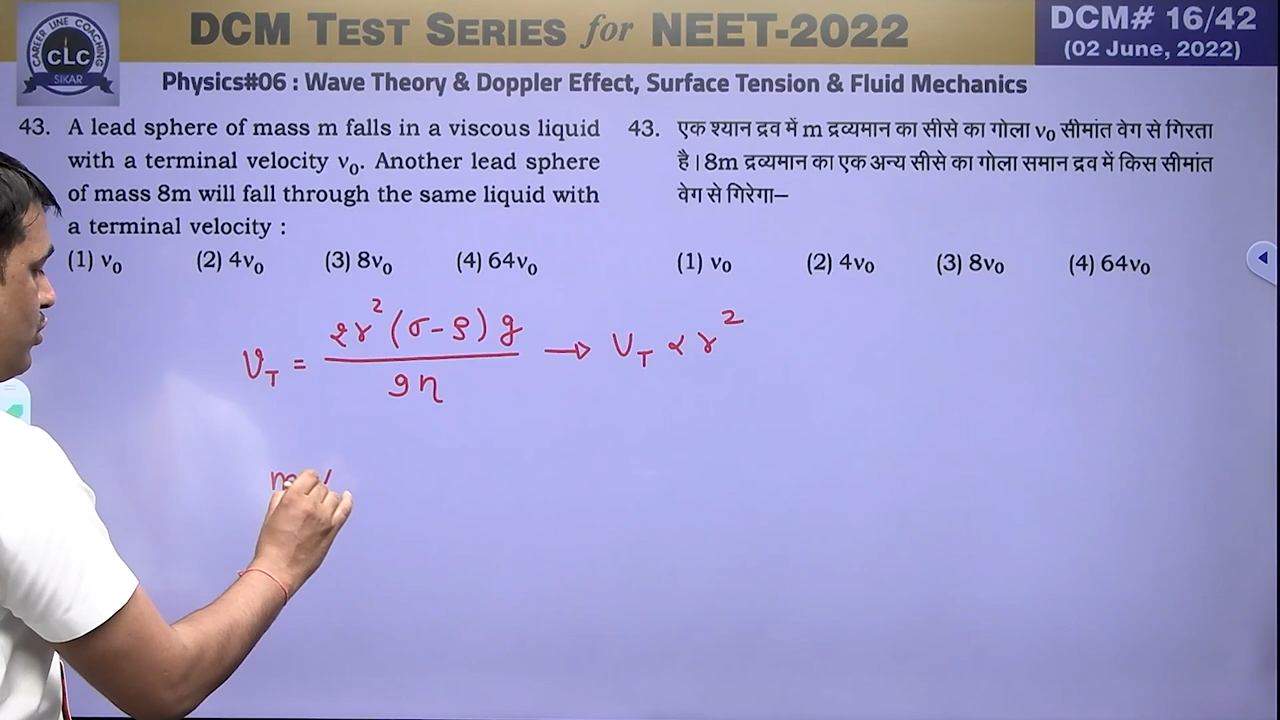 DCM TEST SERIES for NEET-2022
DCM# 16/42
(02 June, 2022)
CAREER LINE COACHING
CLC
SIKAR
Physics#06 : Wave Theory & Doppler Effect, Surface Tension & Fluid Mechanics
43. A lead sphere of mass m falls in a viscous liquid
with a terminal velocity v₀. Another lead sphere
of mass 8m will fall through the same liquid with
a terminal velocity :
(1) v₀ (2) 4v₀ (3) 8v₀ (4) 64v₀
43. एक श्यान द्रव में m द्रव्यमान का सीसे का गोला v₀ सीमांत वेग से गिरता
है। 8m द्रव्यमान का एक अन्य सीसे का गोला समान द्रव में किस सीमांत
वेग से गिरेगा–
(1) v₀ (2) 4v₀ (3) 8v₀ (4) 64v₀
V_T = 2r²(σ-ρ)g / 9η → V_T ∝ r²
m